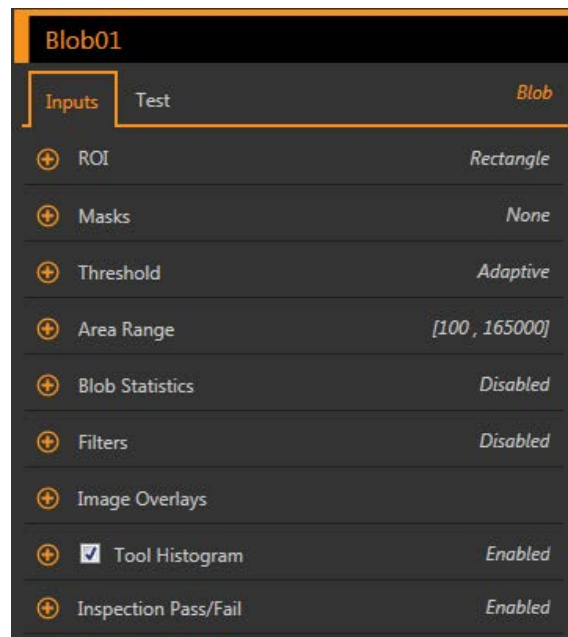 Blob01
Inputs Test Blob
ROI Rectangle
Masks None
Threshold Adaptive
Area Range [100 , 165000]
Blob Statistics Disabled
Filters Disabled
Image Overlays
Tool Histogram Enabled
Inspection Pass/Fail Enabled